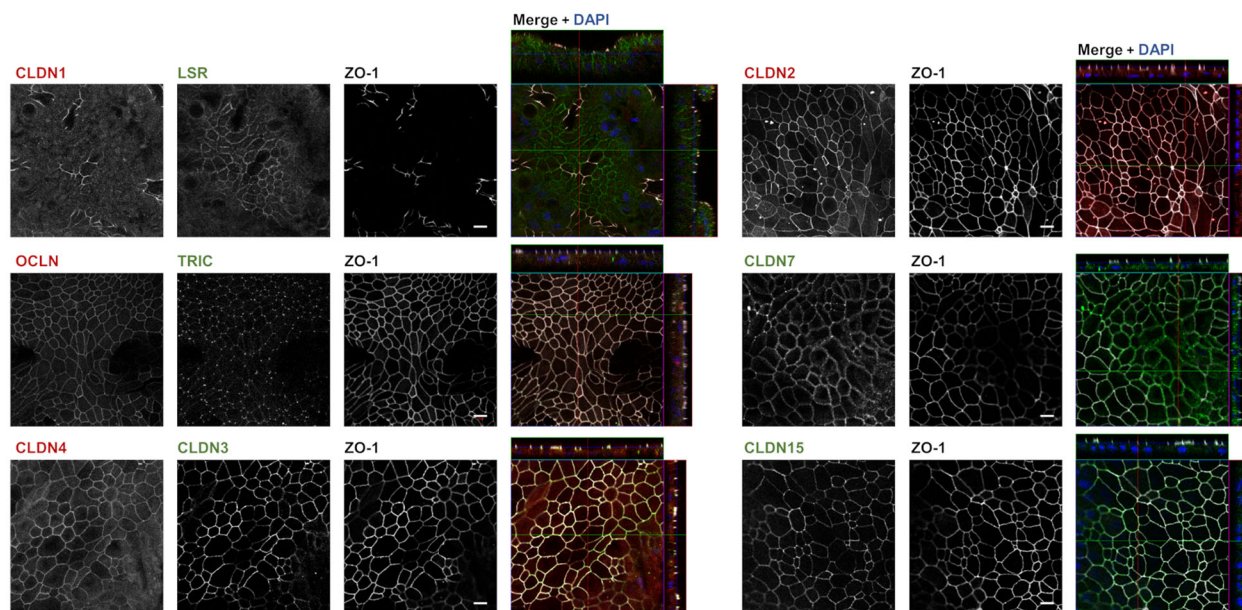 Merge + DAPI
CLDN1 LSR ZO-1
Merge + DAPI
CLDN2 ZO-1
OCLN TRIC ZO-1
CLDN7 ZO-1
CLDN4 CLDN3 ZO-1
CLDN15 ZO-1